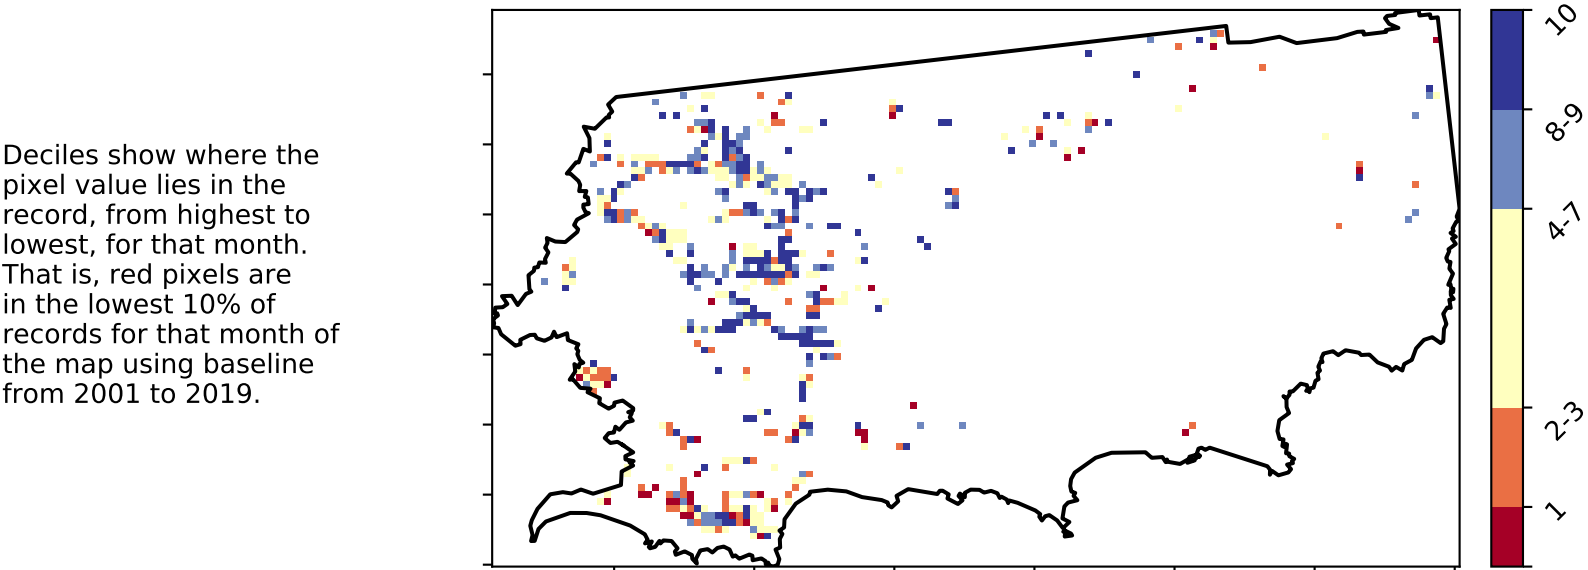 Deciles show where the
pixel value lies in the
record, from highest to
lowest, for that month.
That is, red pixels are
in the lowest 10% of
records for that month of
the map using baseline
from 2001 to 2019.
10
8-9
4-7
2-3
1